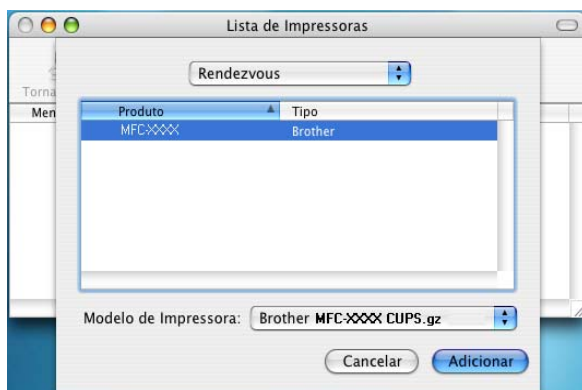 Lista de Impressoras
Rendezvous
Torna
Men
Produto Tipo
MFC-XXXX Brother
Modelo de Impressora: Brother MFC-XXXX CUPS.gz
Cancelar Adicionar